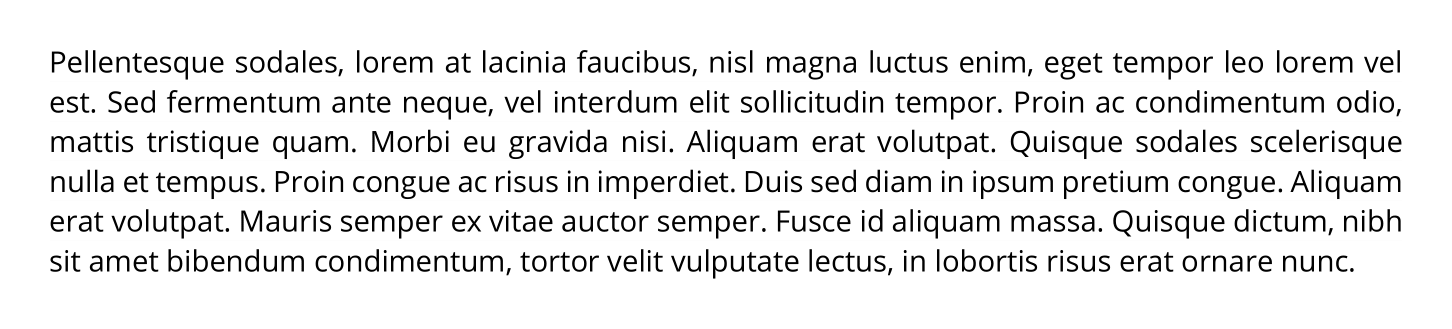 Pellentesque sodales, lorem at lacinia faucibus, nisl magna luctus enim, eget tempor leo lorem vel
est. Sed fermentum ante neque, vel interdum elit sollicitudin tempor. Proin ac condimentum odio,
mattis tristique quam. Morbi eu gravida nisi. Aliquam erat volutpat. Quisque sodales scelerisque
nulla et tempus. Proin congue ac risus in imperdiet. Duis sed diam in ipsum pretium congue. Aliquam
erat volutpat. Mauris semper ex vitae auctor semper. Fusce id aliquam massa. Quisque dictum, nibh
sit amet bibendum condimentum, tortor velit vulputate lectus, in lobortis risus erat ornare nunc.